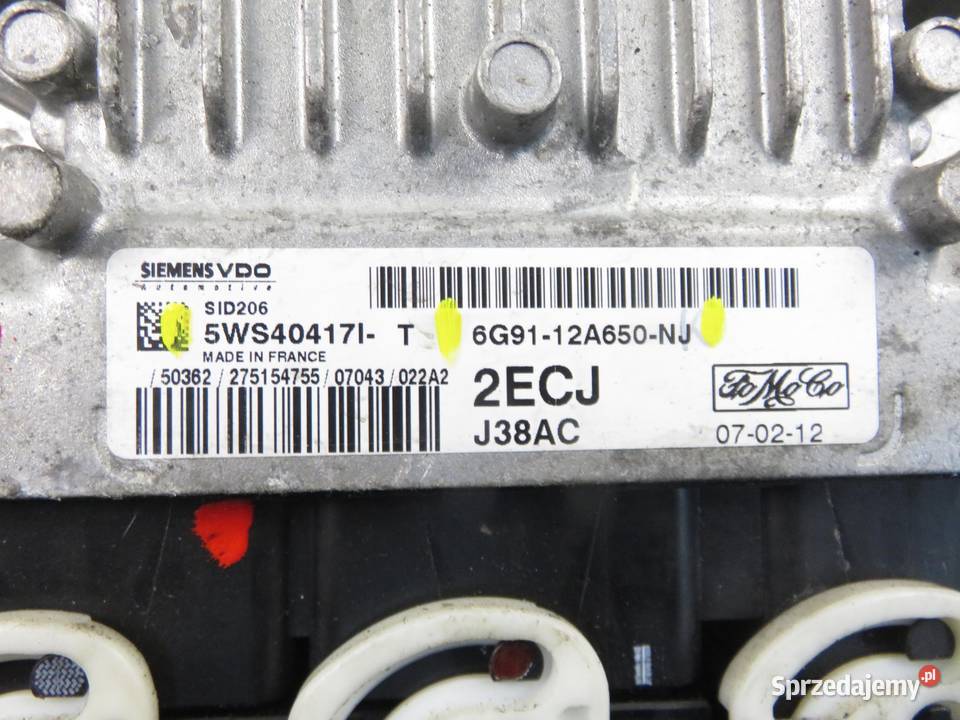 SIEMENS VDO
Automotive
SID206
5WS40417I- T
6G91-12A650-NJ
MADE IN FRANCE
/ 50362 / 275154755 / 07043 / 022A2
2ECJ
FoMoCo
J38AC
07-02-12
Sprzedajemy.pl